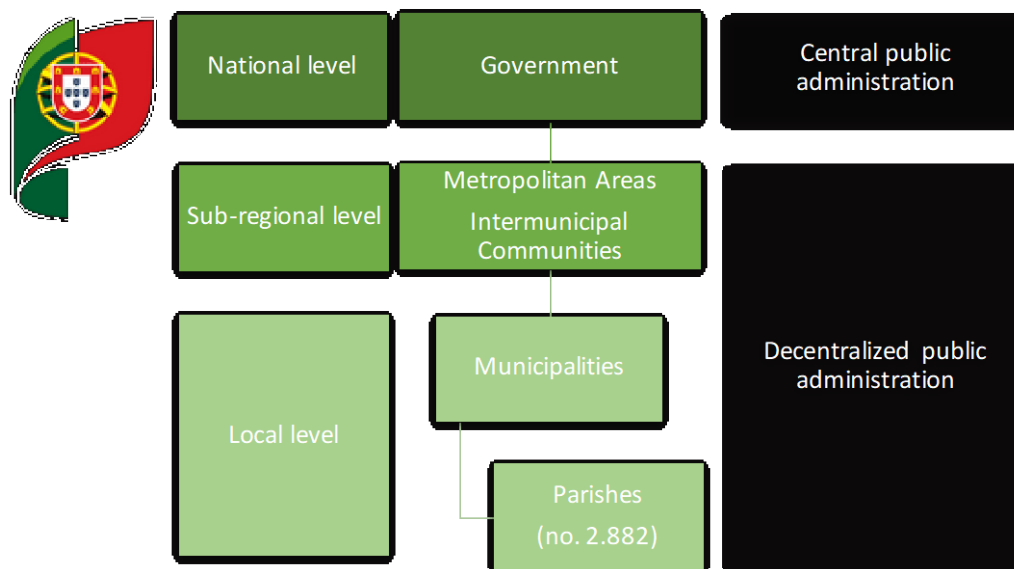 National level
Government
Central public
administration
Sub-regional level
Metropolitan Areas
Intermunicipal
Communities
Local level
Municipalities
Decentralized public
administration
Parishes
(no. 2.882)